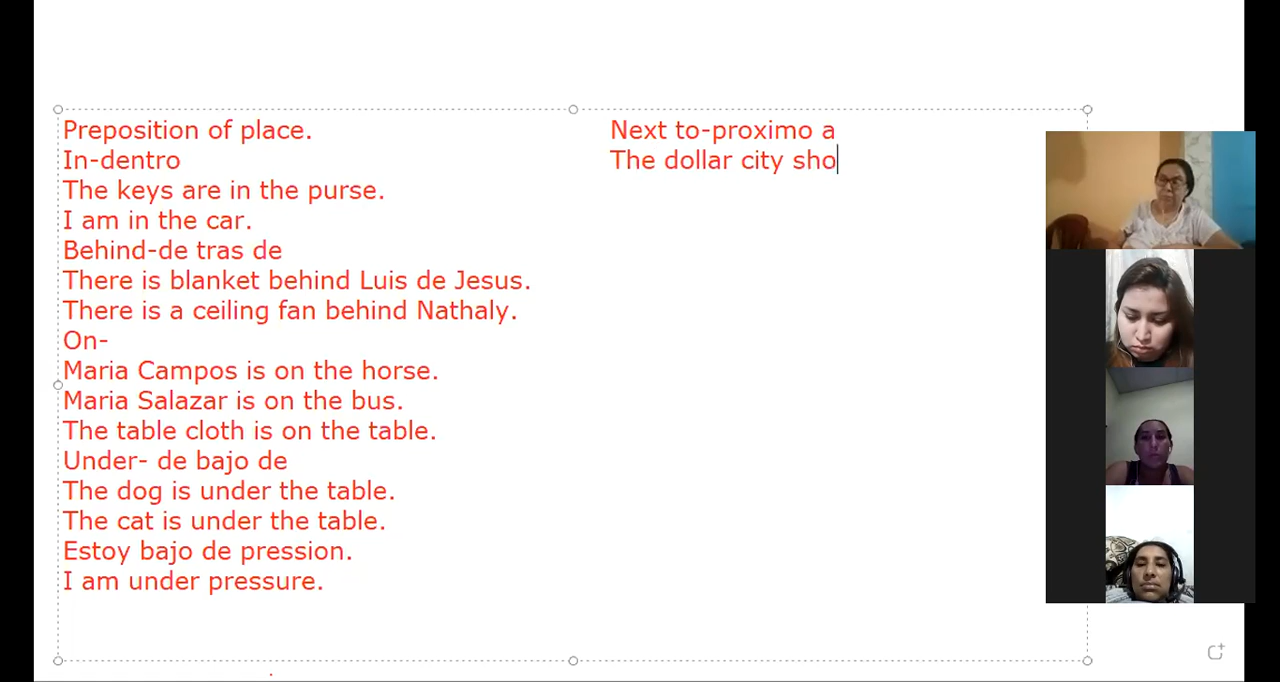 Preposition of place.
In-dentro
The keys are in the purse.
I am in the car.
Behind-de tras de
There is blanket behind Luis de Jesus.
There is a ceiling fan behind Nathaly.
On-
Maria Campos is on the horse.
Maria Salazar is on the bus.
The table cloth is on the table.
Under- de bajo de
The dog is under the table.
The cat is under the table.
Estoy bajo de pression.
I am under pressure.
Next to-proximo a
The dollar city sho